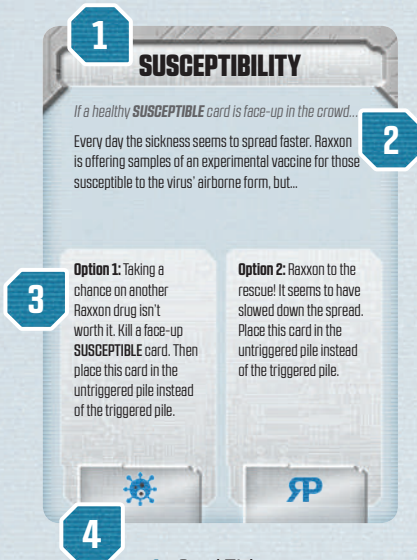 1
SUSCEPTIBILITY
If a healthy SUSCEPTIBLE card is face-up in the crowd...
2
Every day the sickness seems to spread faster. Raxxon
is offering samples of an experimental vaccine for those
susceptible to the virus' airborne form, but...
3
Option 1: Taking a
chance on another
Raxxon drug isn't
worth it. Kill a face-up
SUSCEPTIBLE card. Then
place this card in the
untriggered pile instead
of the triggered pile.
Option 2: Raxxon to the
rescue! It seems to have
slowed down the spread.
Place this card in the
untriggered pile instead
of the triggered pile.
4